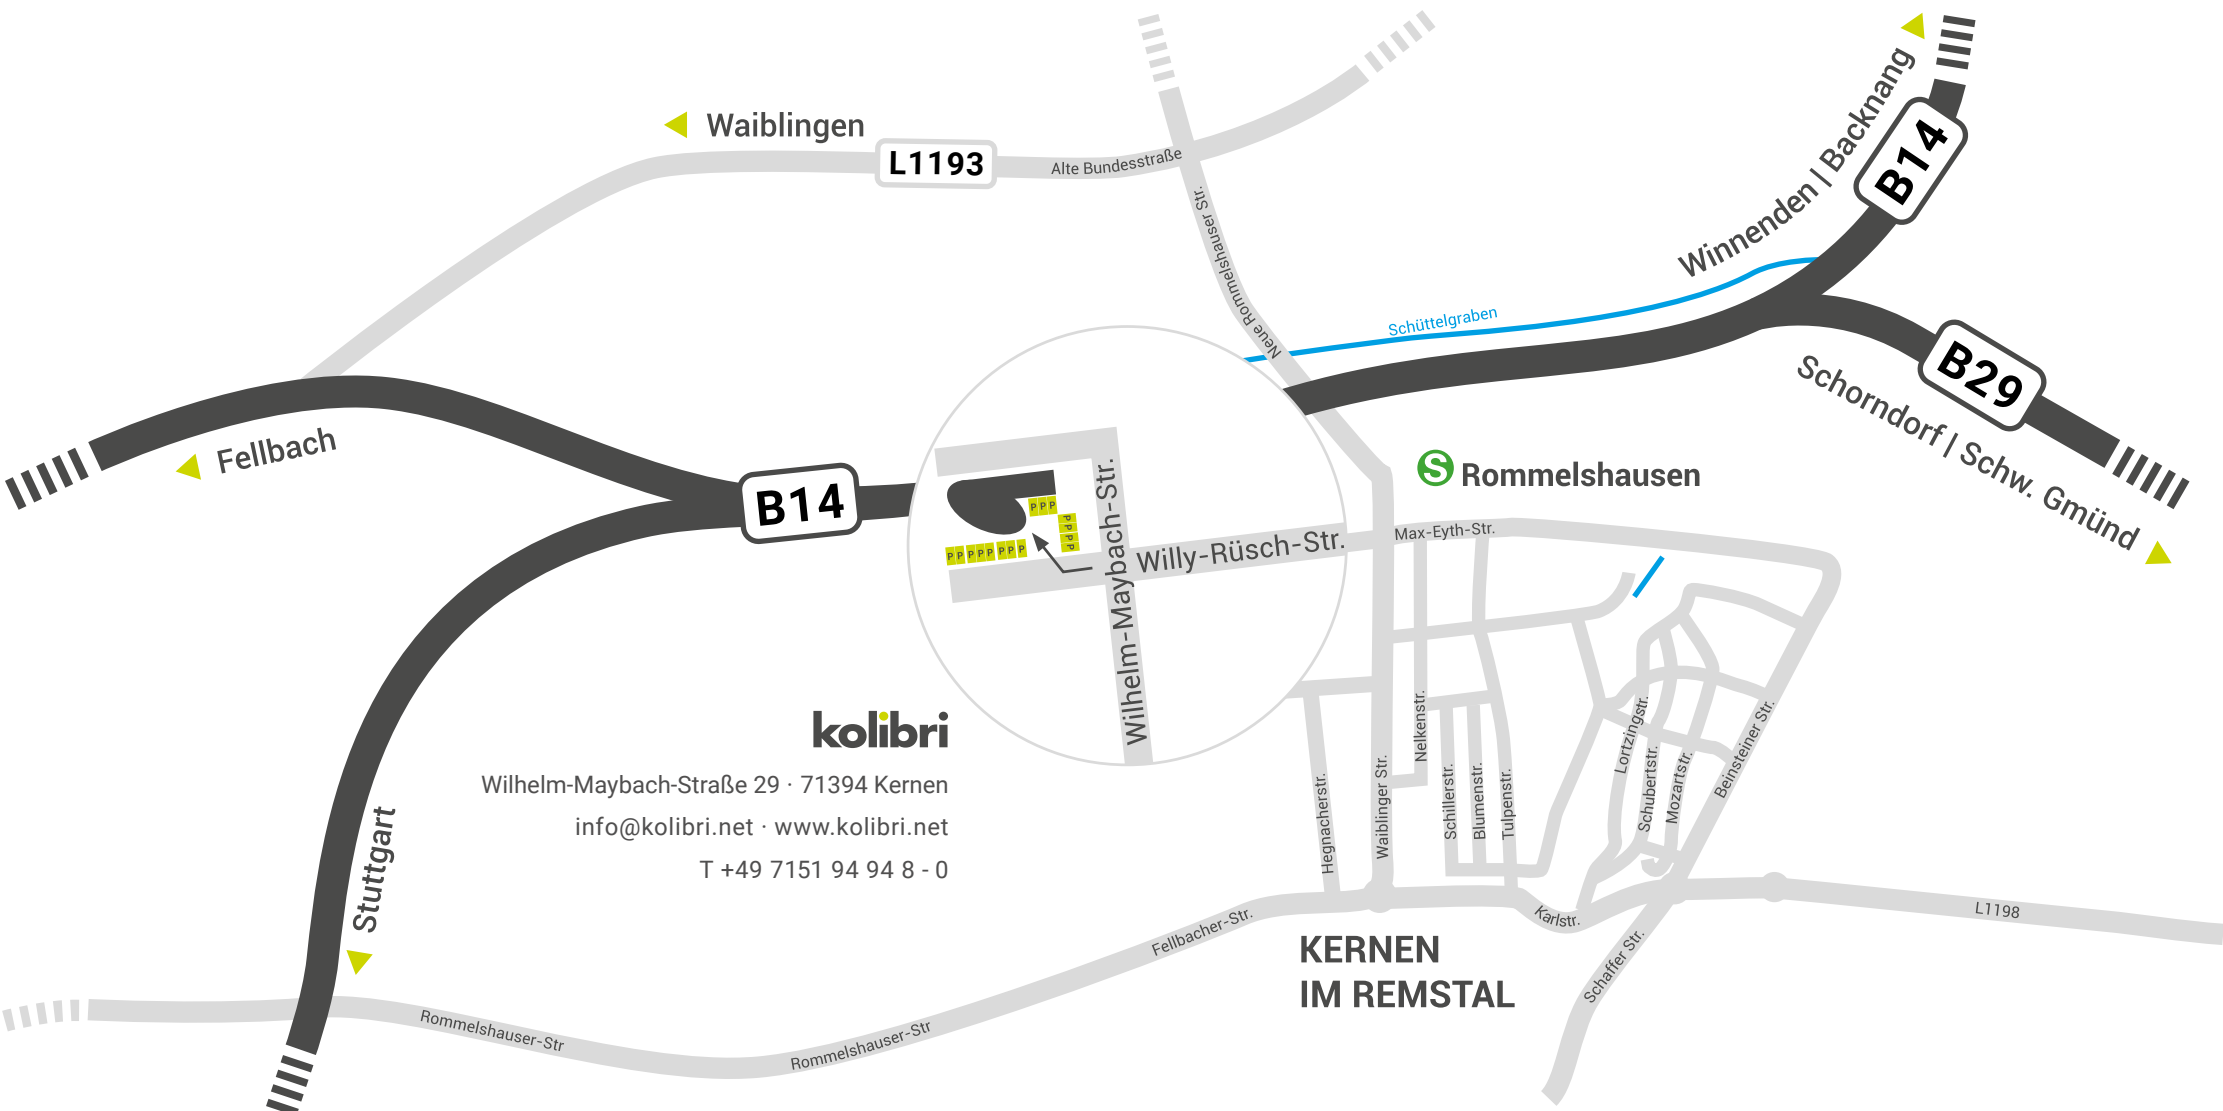 Waiblingen
L1193
Alte Bundesstraße
Neue Rommelshauser Str.
Winnenden | Backnang
B14
Schüttelgraben
B29
Schorndorf | Schw. Gmünd
Fellbach
B14
S Rommelshausen
Max-Eyth-Str.
Willy-Rüsch-Str.
Wilhelm-Maybach-Str.
Wilhelm-Maybach-Str.
P P P
P P P P
P P P P P P P P
kolibri
Wilhelm-Maybach-Straße 29 · 71394 Kernen
info@kolibri.net · www.kolibri.net
T +49 7151 94 94 8 - 0
Stuttgart
Hegnacherstr.
Waiblinger Str.
Nelkenstr.
Schillerstr.
Blumenstr.
Tulpenstr.
Lortzingstr.
Schubertstr.
Mozartstr.
Beinsteiner Str.
Fellbacher-Str.
Karlstr.
L1198
Schaffer Str.
KERNEN
IM REMSTAL
Rommelshauser-Str
Rommelshauser-Str